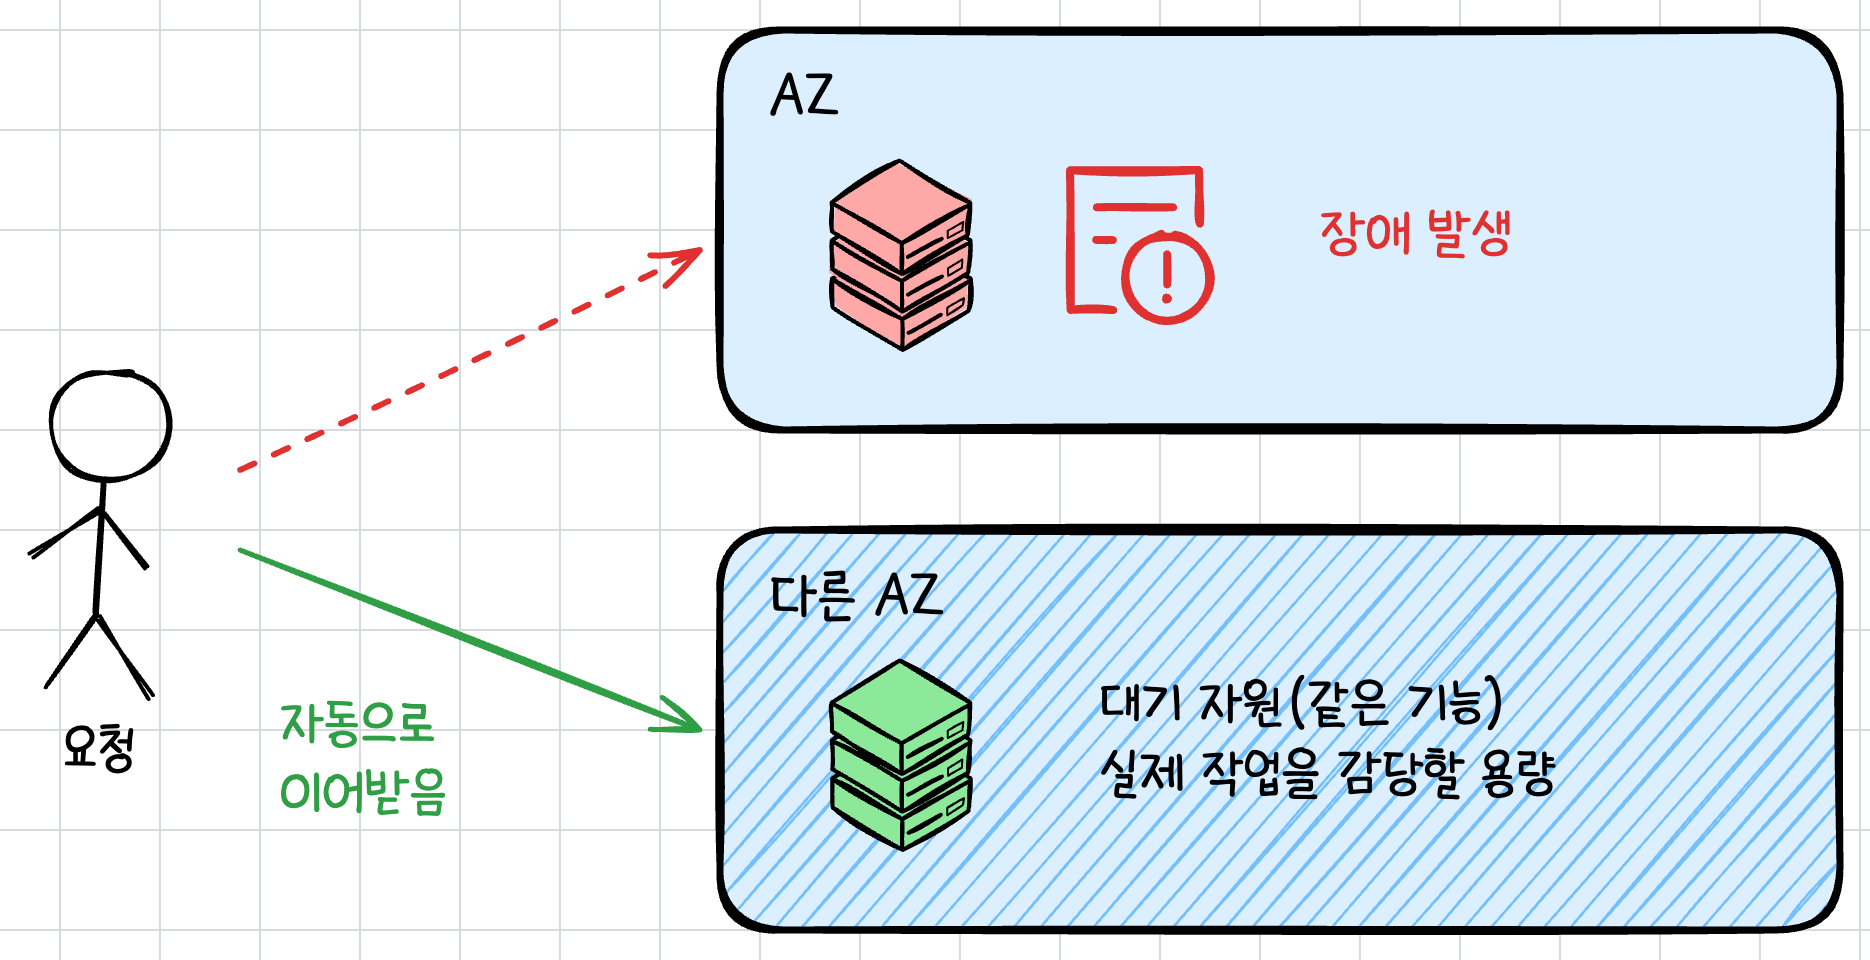 AZ
장애 발생
다른 AZ
대기 자원(같은 기능)
실제 작업을 감당할 용량
자동으로
이어받음
요청